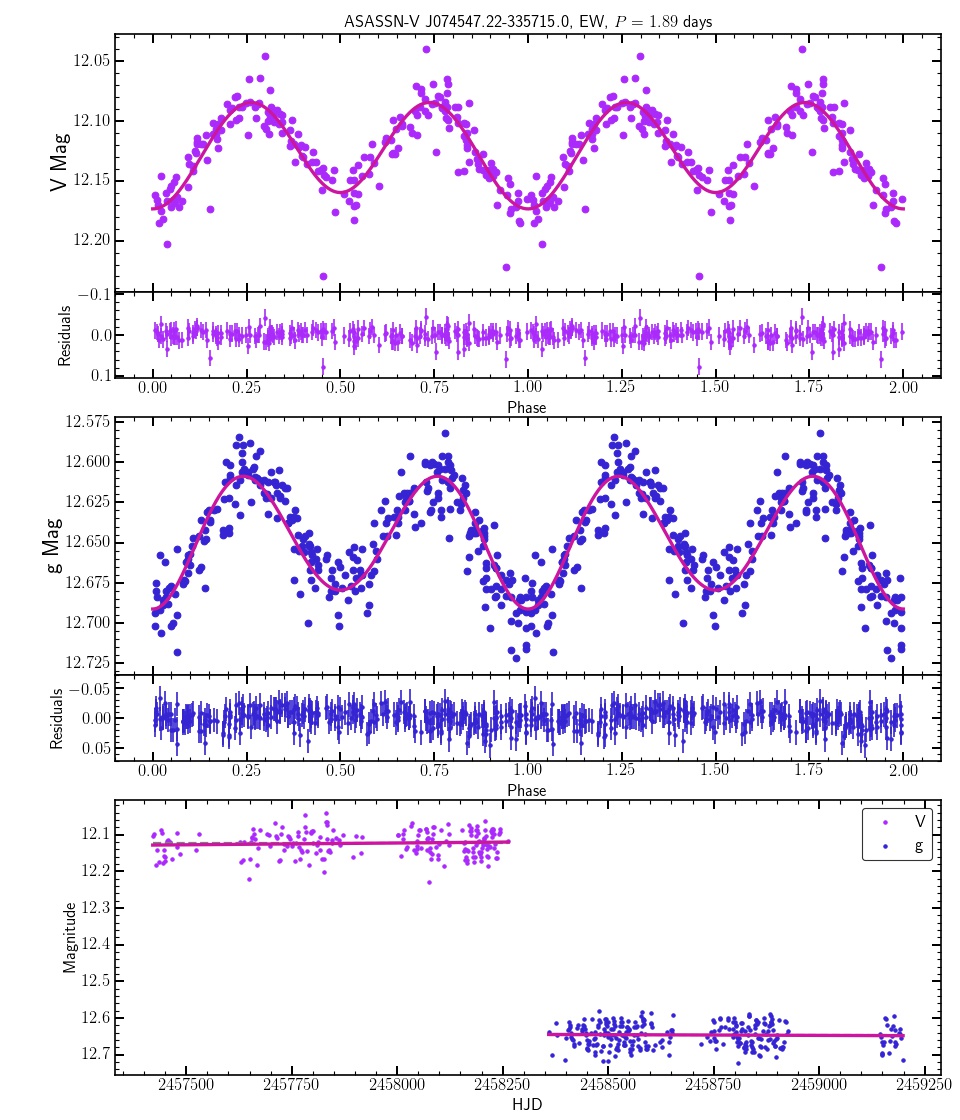 ASASSN-V J074547.22-335715.0, EW, P = 1.89 days
12.05
12.10
12.15
12.20
V Mag
−0.1
0.0
0.1
Residuals
0.00 0.25 0.50 0.75 1.00 1.25 1.50 1.75 2.00
Phase
12.575
12.600
12.625
12.650
12.675
12.700
12.725
g Mag
−0.05
0.00
0.05
Residuals
0.00 0.25 0.50 0.75 1.00 1.25 1.50 1.75 2.00
Phase
V
g
12.1
12.2
12.3
12.4
12.5
12.6
12.7
Magnitude
2457500 2457750 2458000 2458250 2458500 2458750 2459000 2459250
HJD